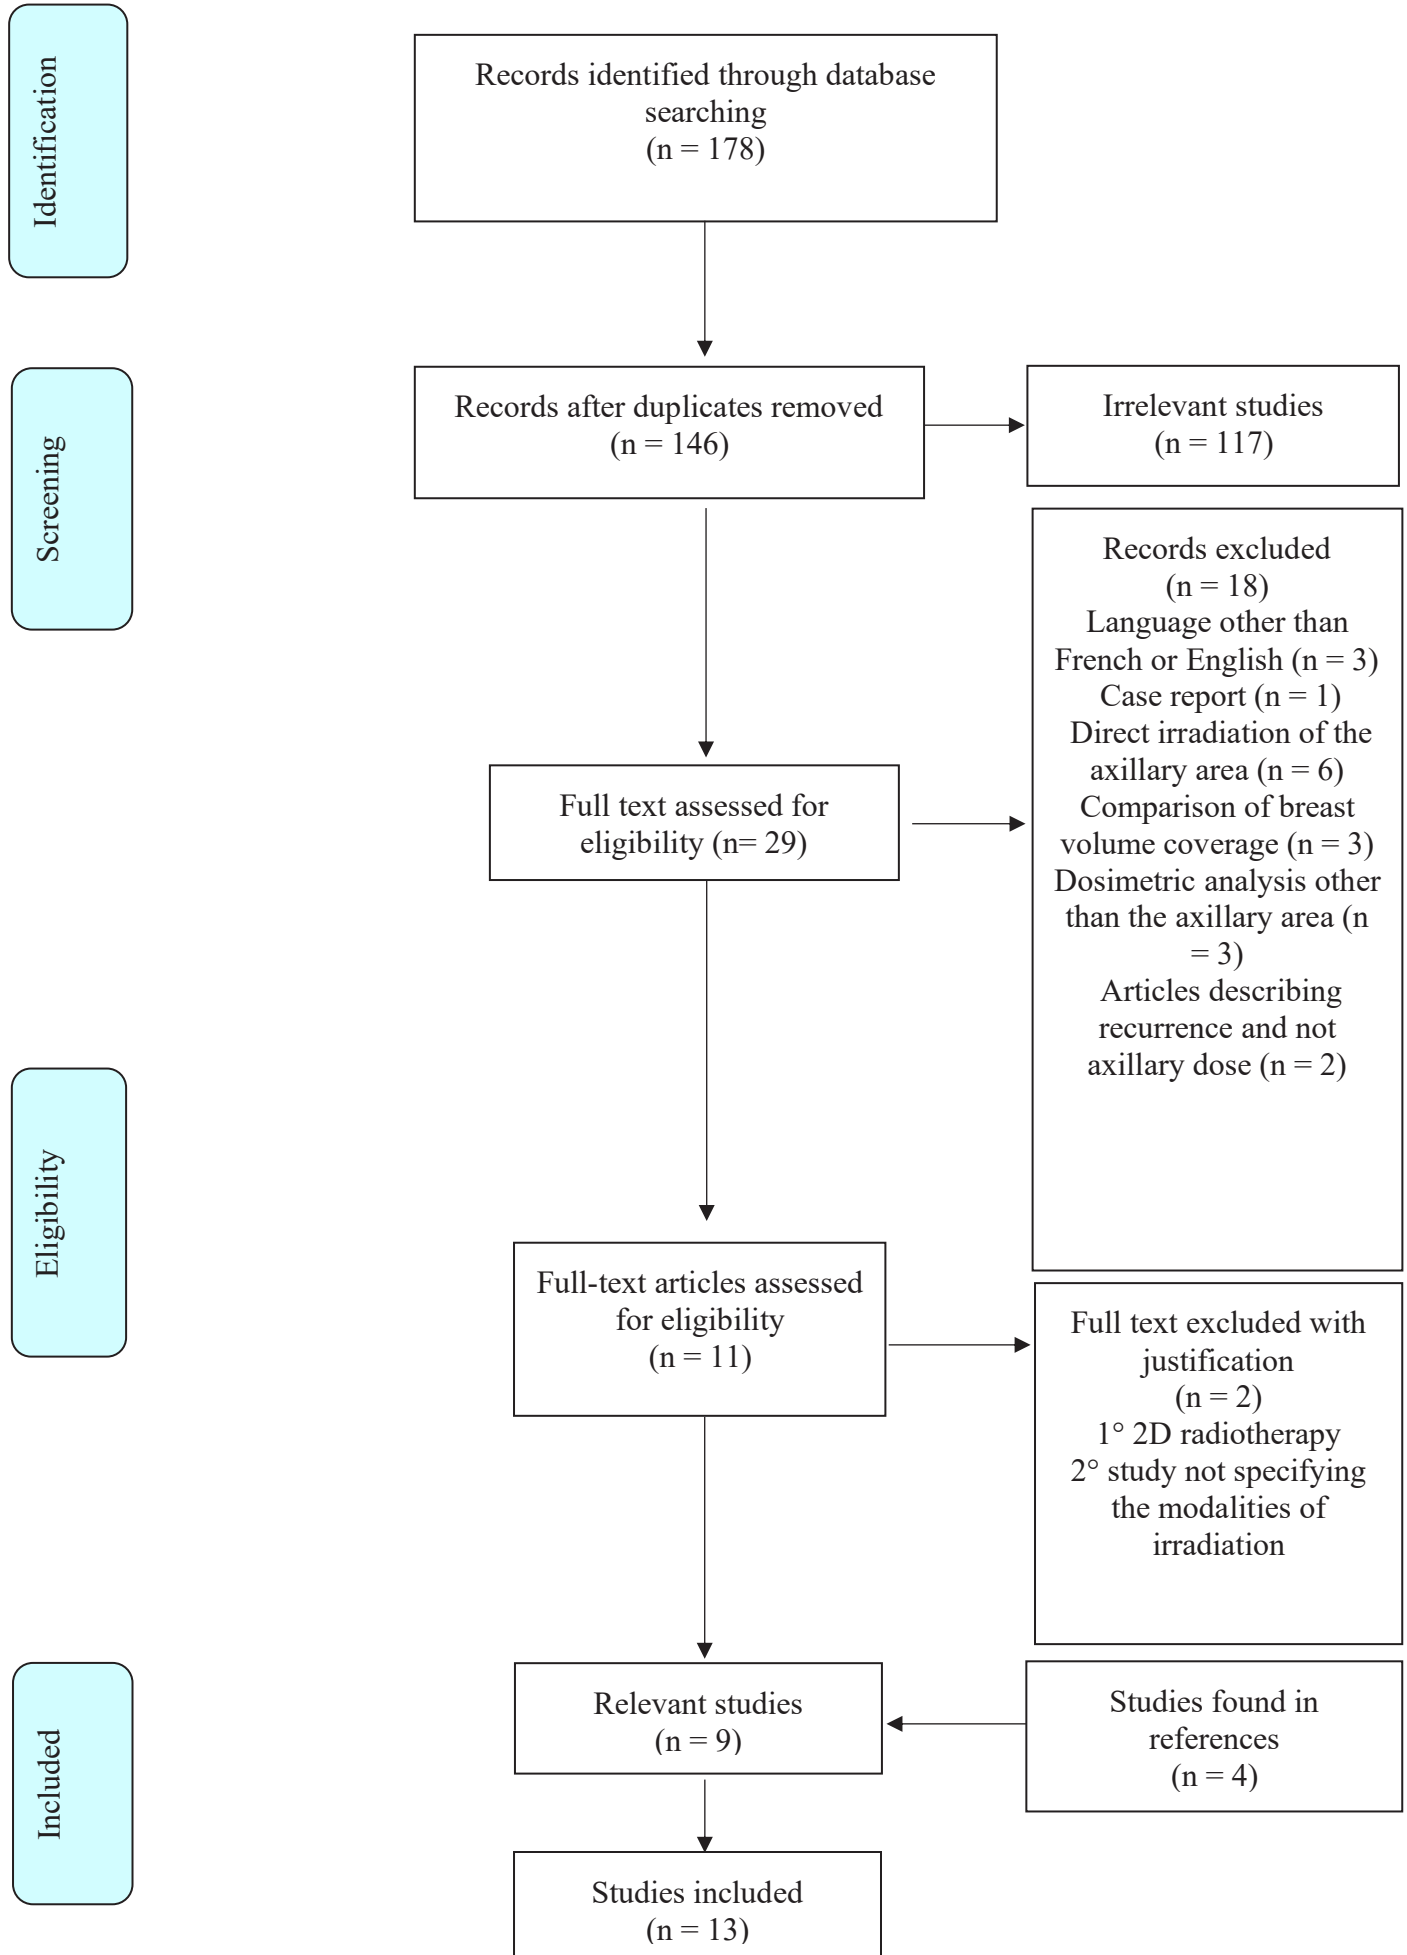 Identification
Records identified through database
searching
(n = 178)
Screening
Records after duplicates removed
(n = 146)
Irrelevant studies
(n = 117)
Records excluded
(n = 18)
Language other than
French or English (n = 3)
Case report (n = 1)
Direct irradiation of the
axillary area (n = 6)
Comparison of breast
volume coverage (n = 3)
Dosimetric analysis other
than the axillary area (n
= 3)
Articles describing
recurrence and not
axillary dose (n = 2)
Full text assessed for
eligibility (n= 29)
Eligibility
Full-text articles assessed
for eligibility
(n = 11)
Full text excluded with
justification
(n = 2)
1° 2D radiotherapy
2° study not specifying
the modalities of
irradiation
Included
Relevant studies
(n = 9)
Studies found in
references
(n = 4)
Studies included
(n = 13)